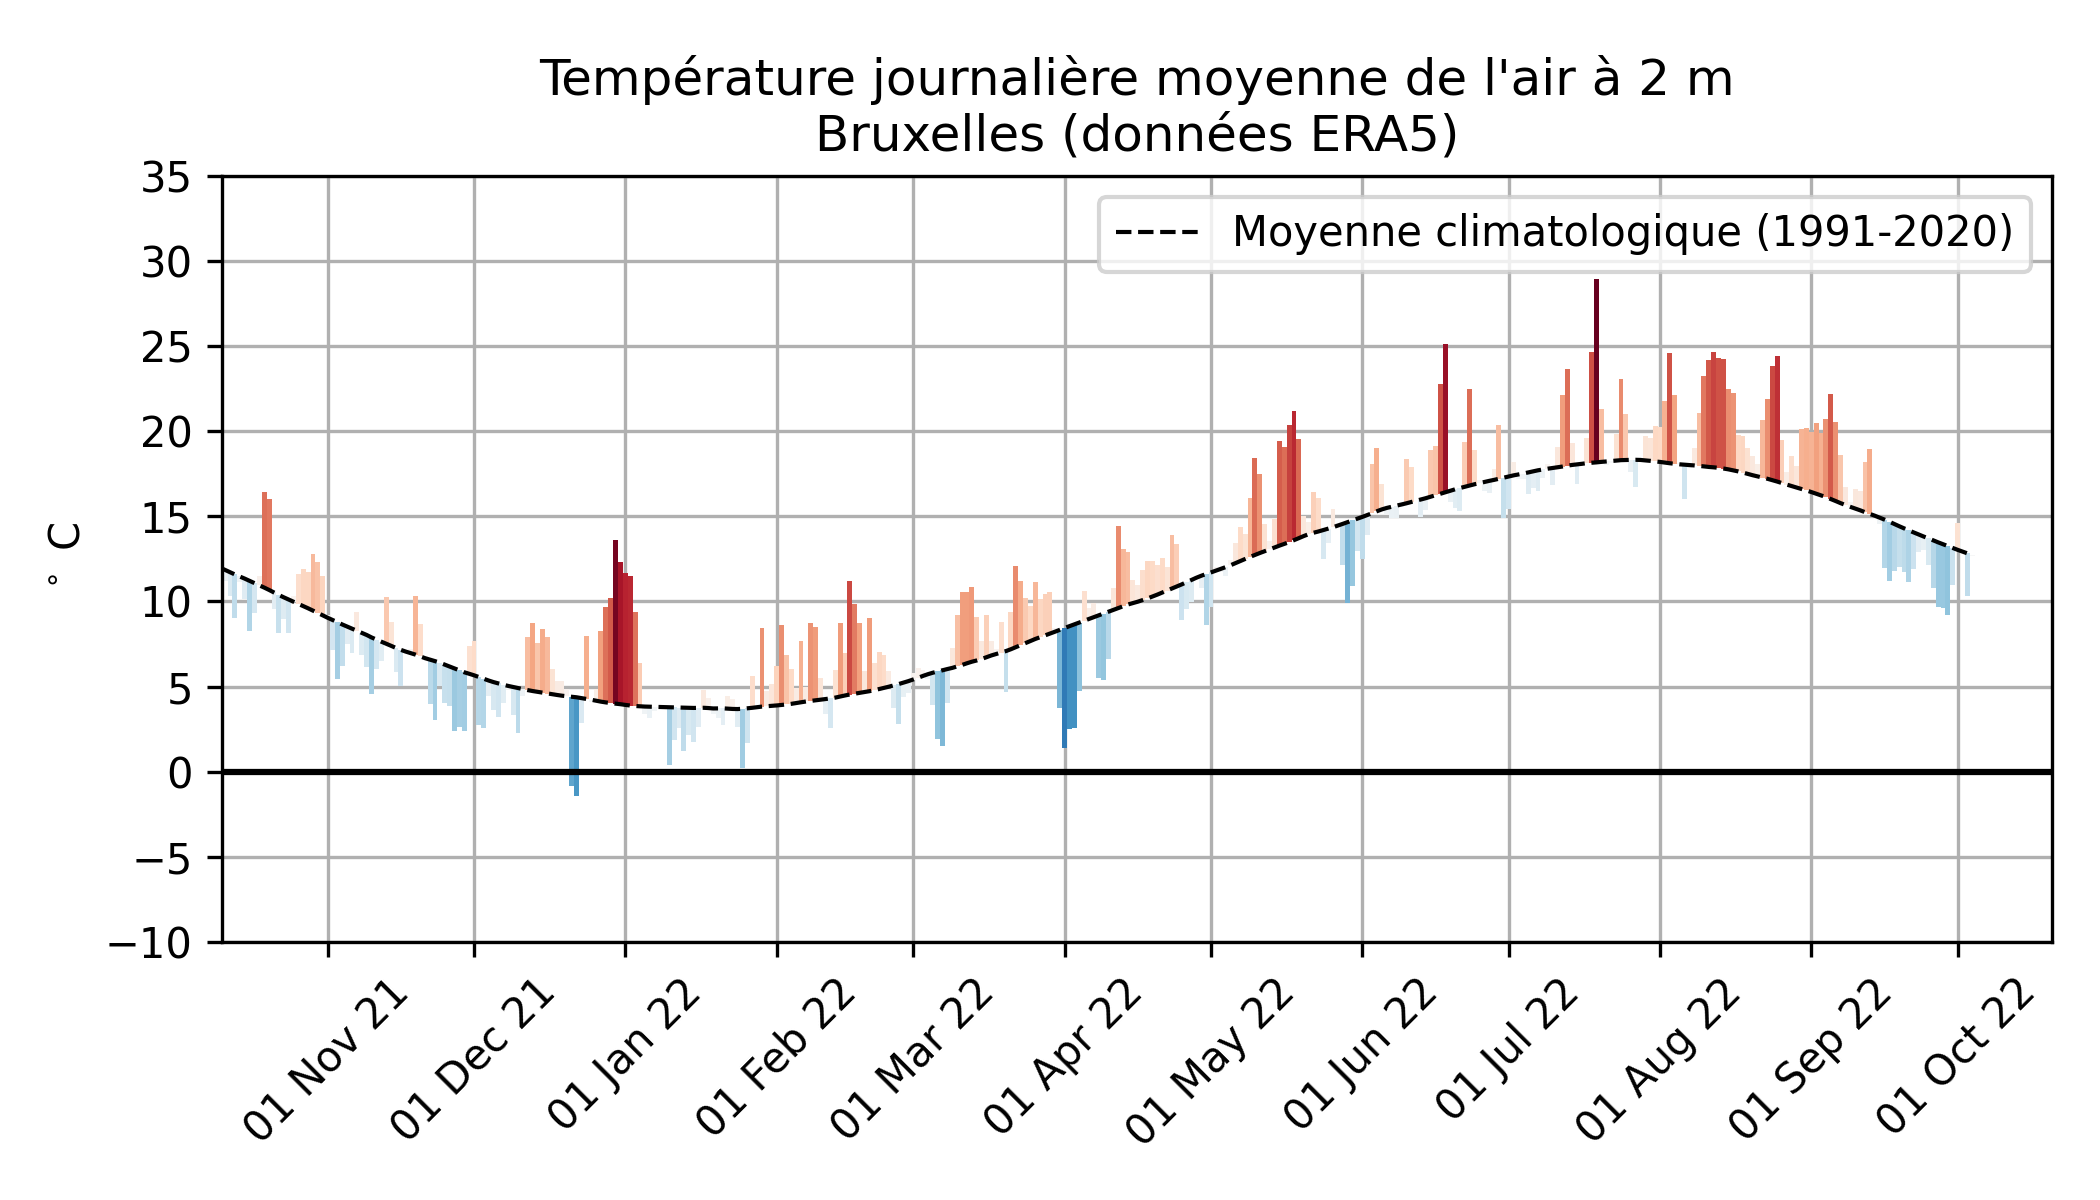 Température journalière moyenne de l'air à 2 m
Bruxelles (données ERA5)
Moyenne climatologique (1991-2020)
° C
35
30
25
20
15
10
5
0
−5
−10
01 Nov 21
01 Dec 21
01 Jan 22
01 Feb 22
01 Mar 22
01 Apr 22
01 May 22
01 Jun 22
01 Jul 22
01 Aug 22
01 Sep 22
01 Oct 22